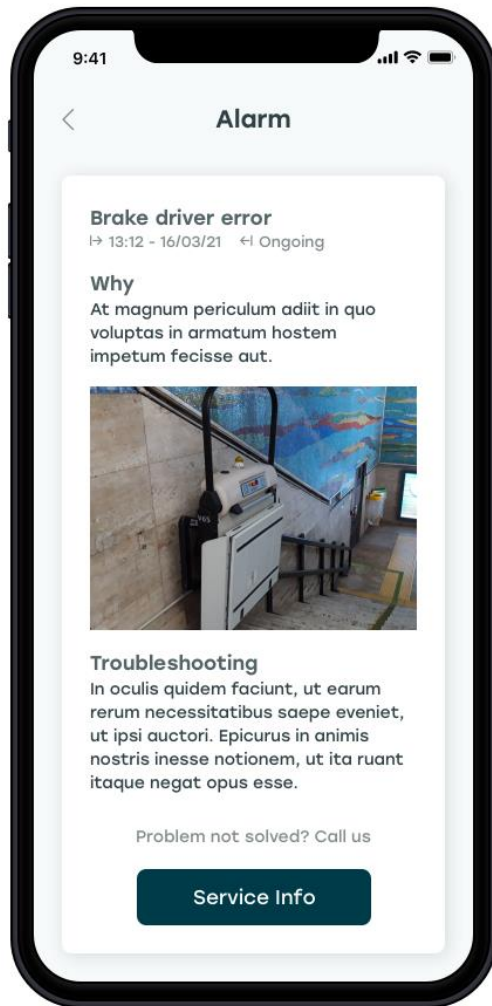 9:41
Alarm
Brake driver error
13:12 - 16/03/21 Ongoing
Why
At magnum periculum adiit in quo
voluptas in armatum hostem
impetum fecisse aut.
Troubleshooting
In oculis quidem faciunt, ut earum
rerum necessitatibus saepe eveniet,
ut ipsi auctori. Epicurus in animis
nostris inesse notionem, ut ita ruant
itaque negat opus esse.
Problem not solved? Call us
Service Info